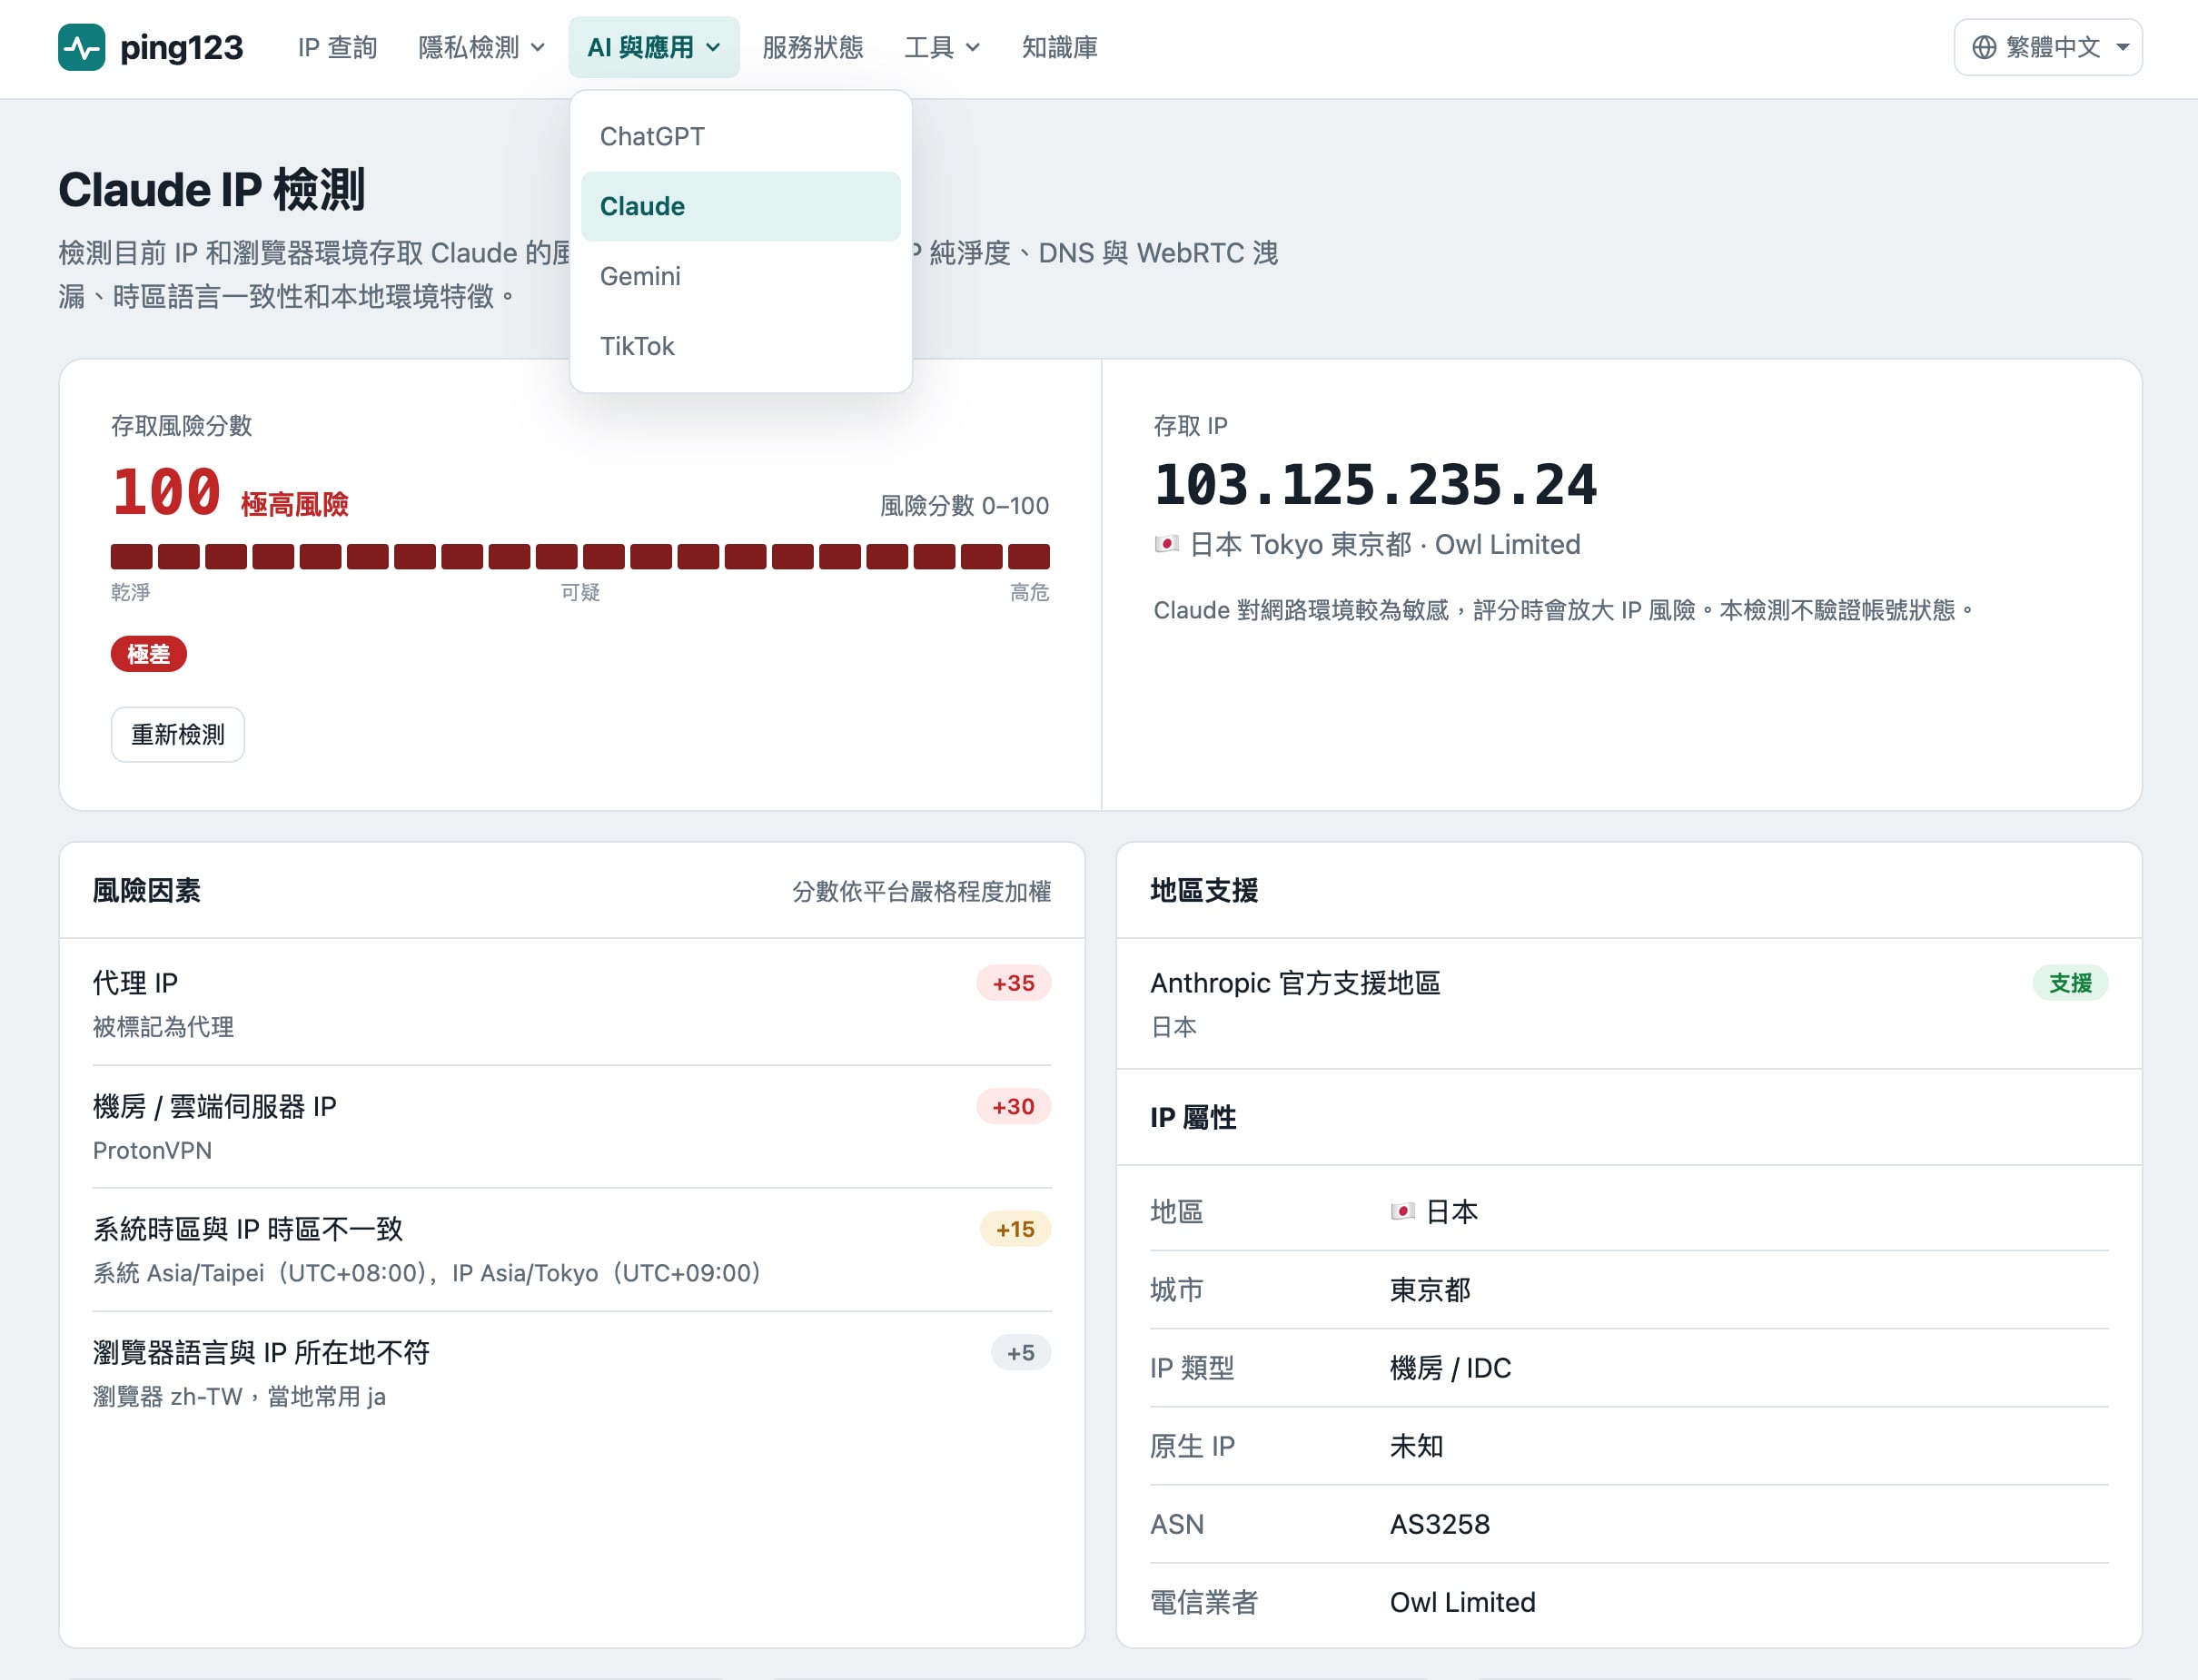 ping123
IP 查詢
隱私檢測
AI 與應用
服務狀態
工具
知識庫
繁體中文
ChatGPT
Claude
Gemini
TikTok
Claude IP 檢測
檢測目前 IP 和瀏覽器環境存取 Claude 的 純淨度、DNS 與 WebRTC 洩
漏、時區語言一致性和本地環境特徵。
存取風險分數
100 極高風險
風險分數 0–100
乾淨
可疑
高危
極差
重新檢測
存取 IP
103.125.235.24
🇯🇵 日本 Tokyo 東京都 · Owl Limited
Claude 對網路環境較為敏感，評分時會放大 IP 風險。本檢測不驗證帳號狀態。
風險因素
分數依平台嚴格程度加權
代理 IP
+35
被標記為代理
機房 / 雲端伺服器 IP
+30
ProtonVPN
系統時區與 IP 時區不一致
+15
系統 Asia/Taipei（UTC+08:00），IP Asia/Tokyo（UTC+09:00）
瀏覽器語言與 IP 所在地不符
+5
瀏覽器 zh-TW，當地常用 ja
地區支援
Anthropic 官方支援地區
支援
日本
IP 屬性
地區 🇯🇵 日本
城市 東京都
IP 類型 機房 / IDC
原生 IP 未知
ASN AS3258
電信業者 Owl Limited